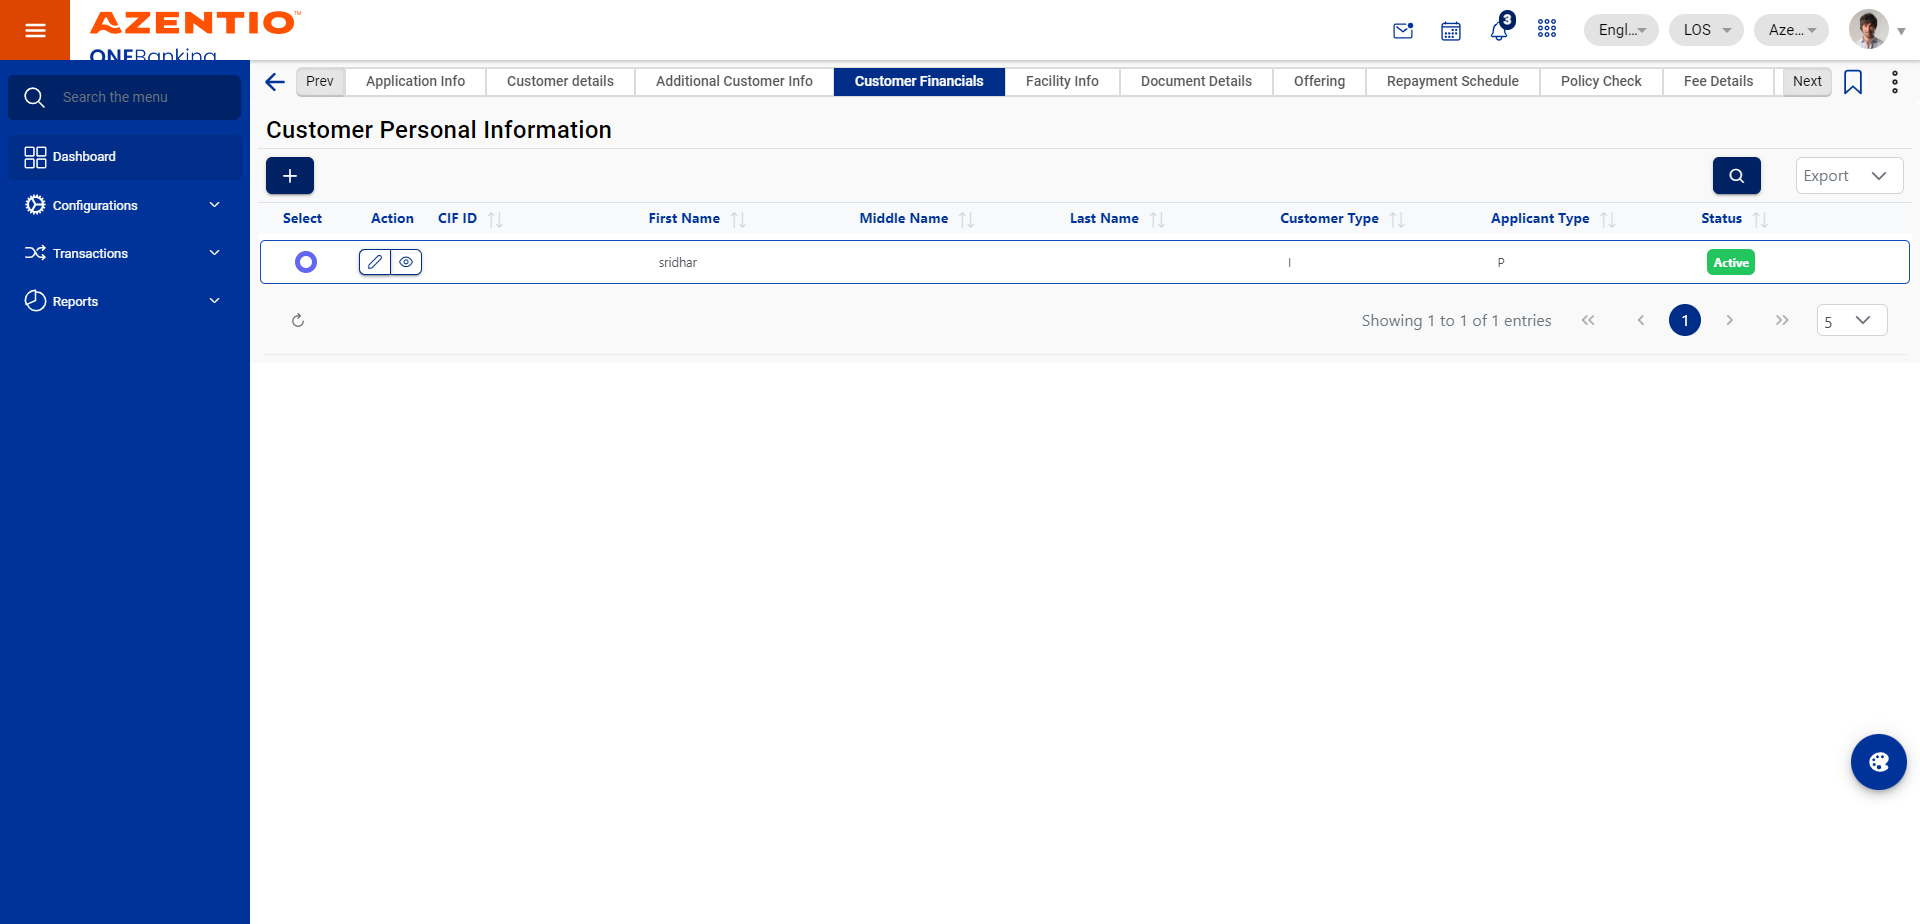 AZENTIO™
ONEBanking
3
Engl...
LOS
Aze...
Search the menu
Dashboard
Configurations
Transactions
Reports
Prev
Application Info
Customer details
Additional Customer Info
Customer Financials
Facility Info
Document Details
Offering
Repayment Schedule
Policy Check
Fee Details
Next
Customer Personal Information
+
Export
Select Action CIF ID First Name Middle Name Last Name Customer Type Applicant Type Status
sridhar I P Active
Showing 1 to 1 of 1 entries
1
5